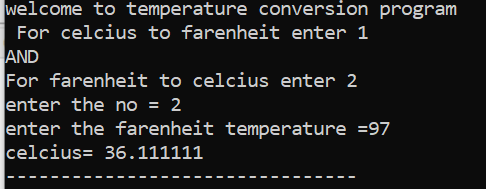 welcome to temperature conversion program
For celcius to farenheit enter 1
AND
For farenheit to celcius enter 2
enter the no = 2
enter the farenheit temperature =97
celcius= 36.111111
--------------------------------